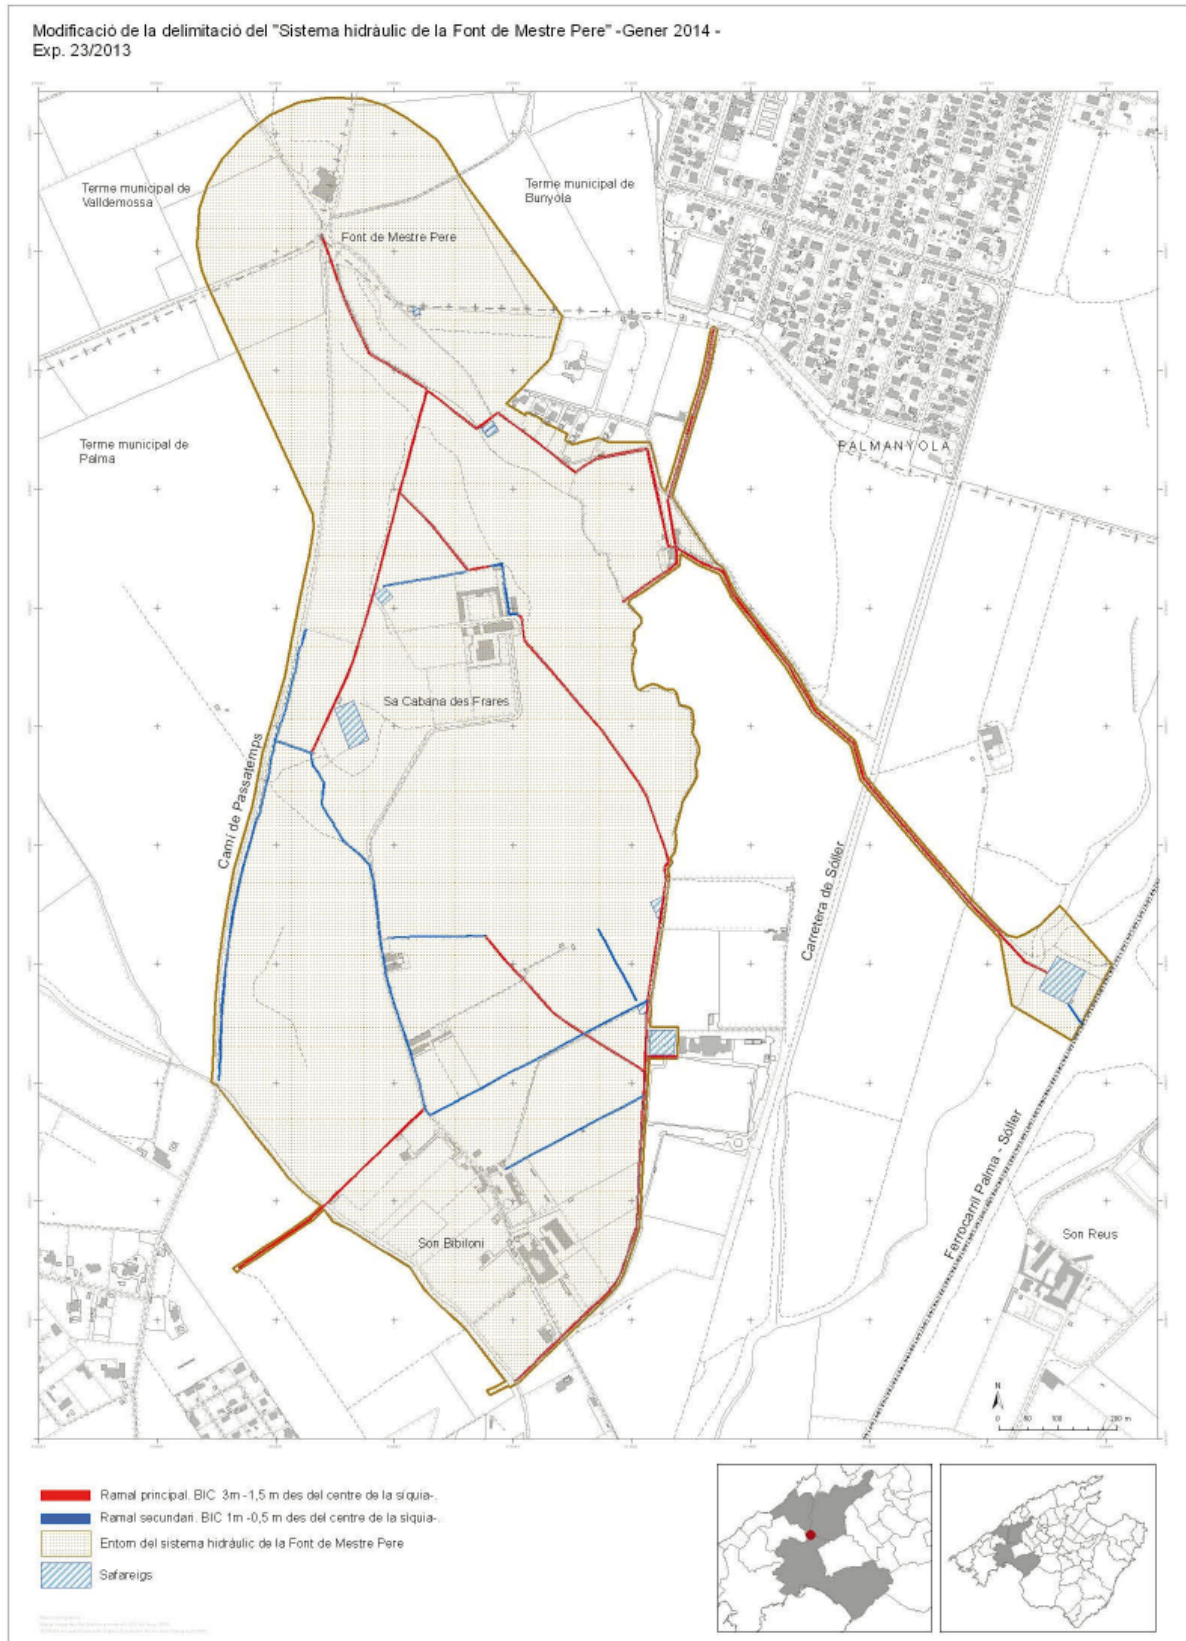 Modificació de la delimitació del "Sistema hidràulic de la Font de Mestre Pere" -Gener 2014 -
Exp. 23/2013
Terme municipal de
Valldemossa
Terme municipal de
Bunyola
Font de Mestre Pere
Terme municipal de
Palma
PALMANYOLA
Sa Cabana des Frares
Camí de Passatemps
Carretera de Sóller
Ferrocarril Palma - Sóller
Son Reus
Son Bibiloni
N
0 50 100 200 m
Ramal principal. BIC 3m -1,5 m des del centre de la síquia-.
Ramal secundari. BIC 1m -0,5 m des del centre de la síquia-.
Entorn del sistema hidràulic de la Font de Mestre Pere
Safareigs